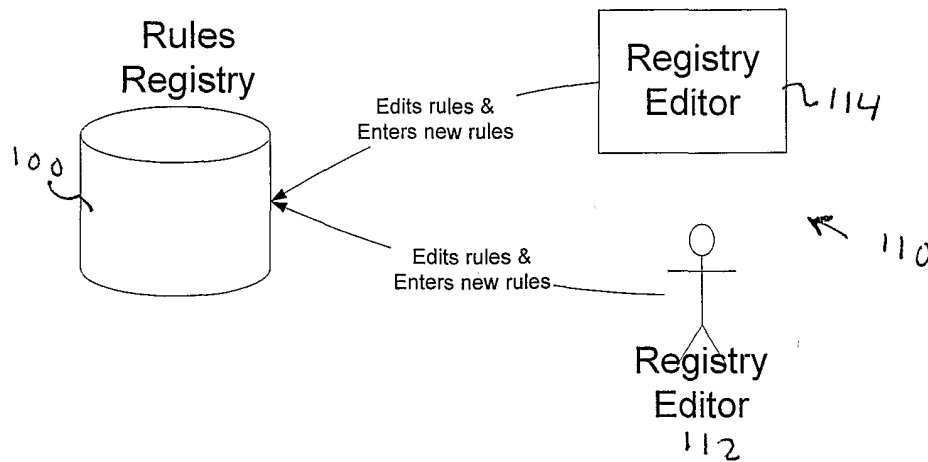 Rules
Registry
100
Edits rules &
Enters new rules
Registry
Editor
114
110
Edits rules &
Enters new rules
Registry
Editor
112